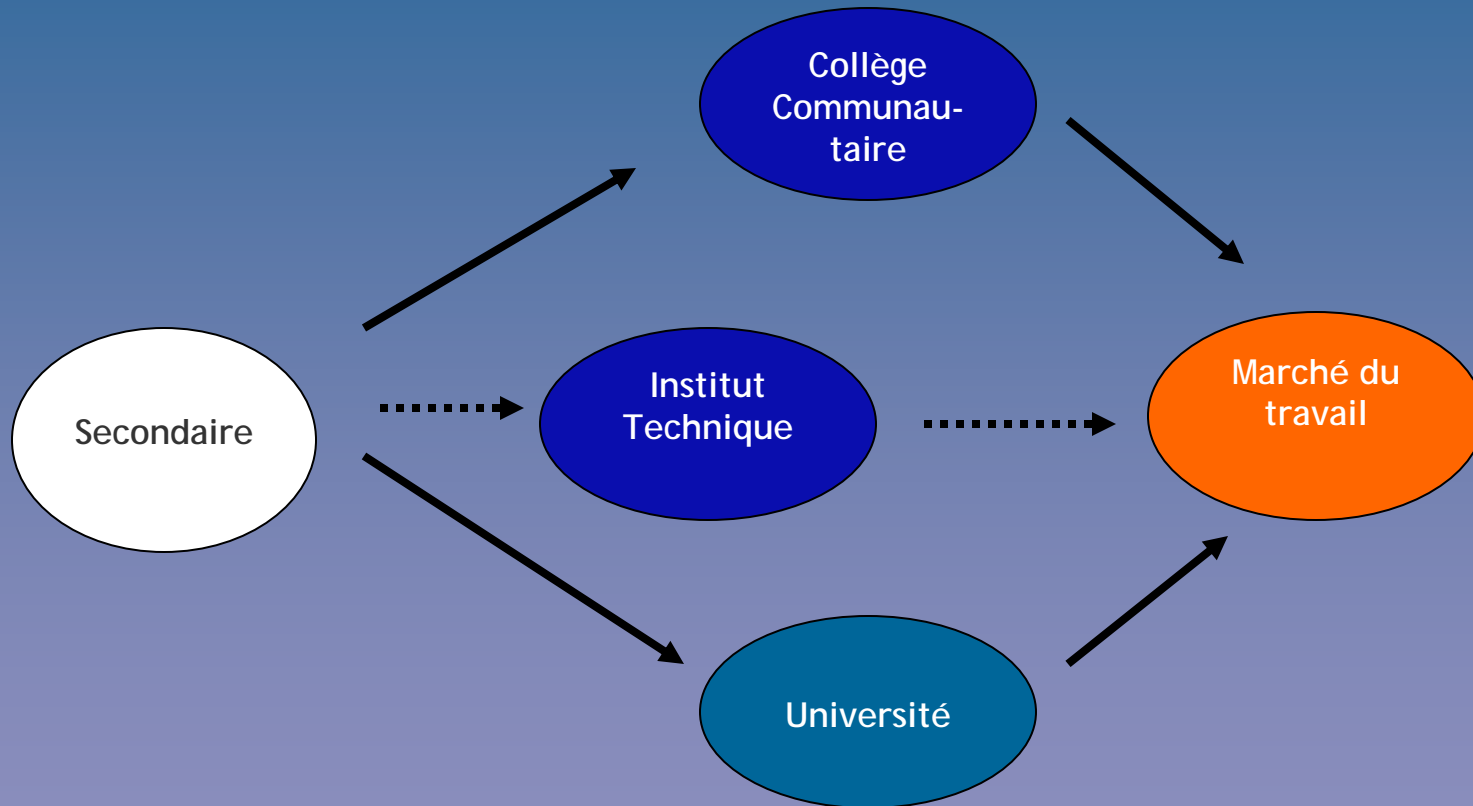 Collège
Communau-
taire
Secondaire
Institut
Technique
Marché du
travail
Université